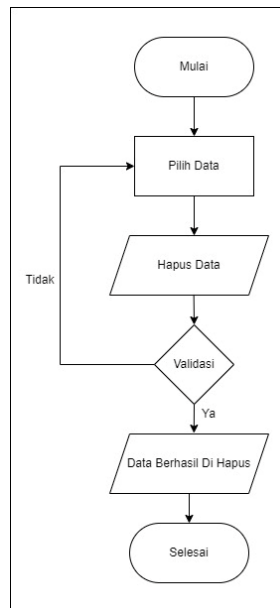 Mulai
Pilih Data
Hapus Data
Tidak
Validasi
Ya
Data Berhasil Di Hapus
Selesai